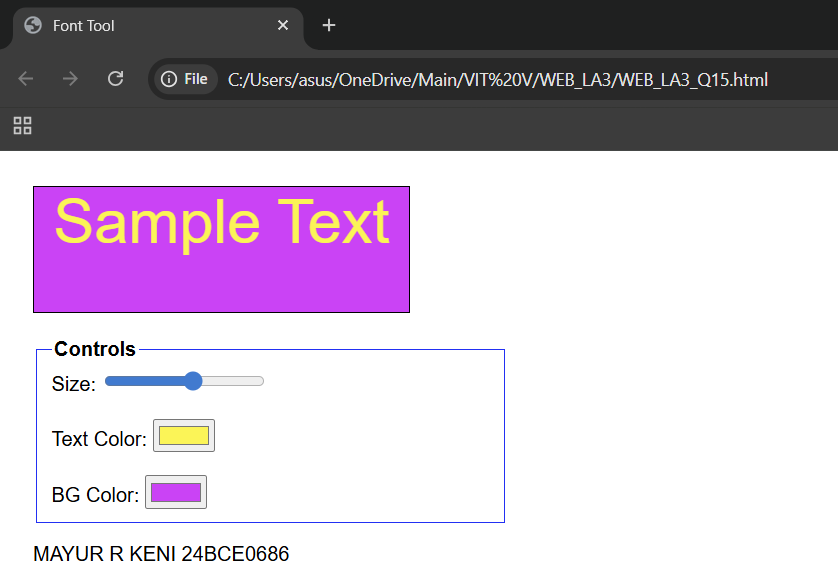 Font Tool
File C:/Users/asus/OneDrive/Main/VIT%20V/WEB_LA3/WEB_LA3_Q15.html
Sample Text
Controls
Size:
Text Color:
BG Color:
MAYUR R KENI 24BCE0686